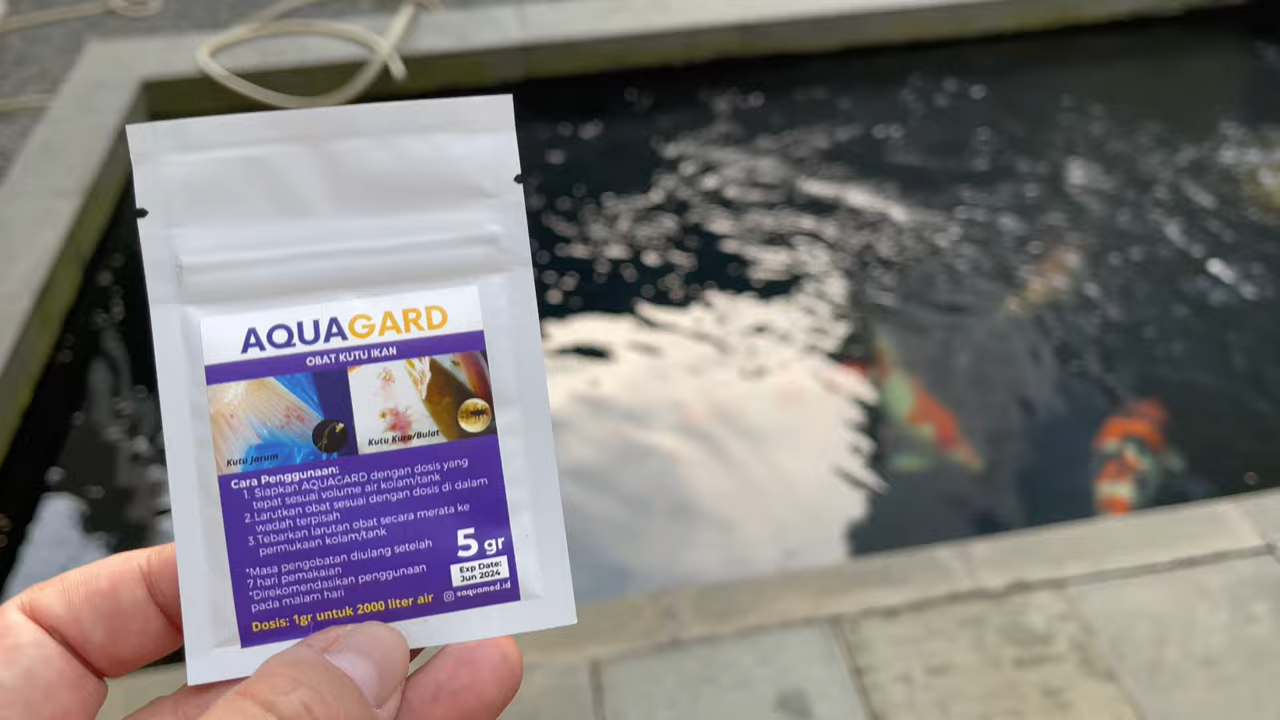 AQUAGARD
OBAT KUTU IKAN
Kutu Jarum
Kutu Kura/Bulat
Cara Penggunaan:
1. Siapkan AQUAGARD dengan dosis yang
tepat sesuai volume air kolam/tank
2. Larutkan obat sesuai dengan dosis di dalam
wadah terpisah
3. Tebarkan larutan obat secara merata ke
permukaan kolam/tank
*Masa pengobatan diulang setelah
7 hari pemakaian
*Direkomendasikan penggunaan
pada malam hari
5 gr
Exp Date:
Jun 2024
aquamed.id
Dosis: 1gr untuk 2000 liter air